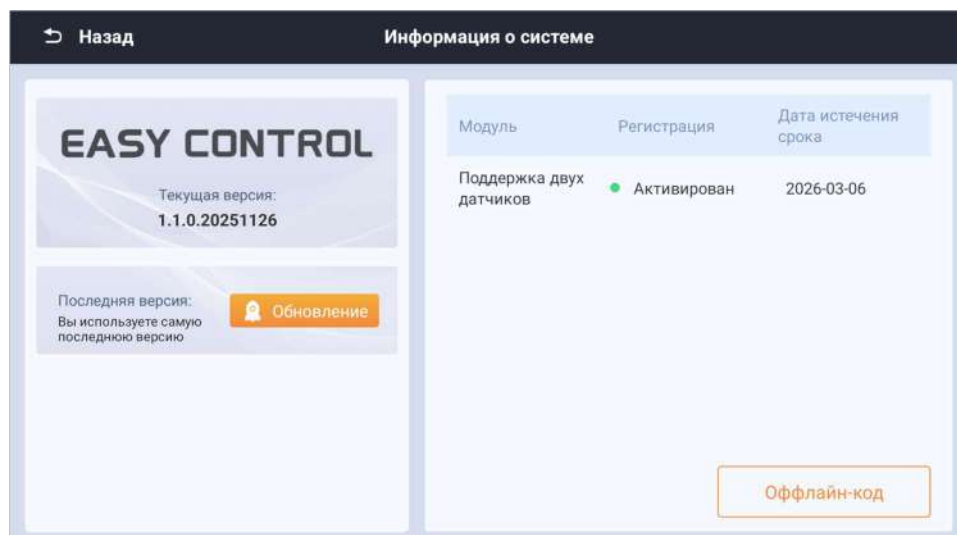 Назад
Информация о системе
EASY CONTROL
Текущая версия:
1.1.0.20251126
Последняя версия:
Вы используете самую
последнюю версию
Обновление
Модуль Регистрация Дата истечения
срока
Поддержка двух
датчиков
Активирован
2026-03-06
Оффлайн-код